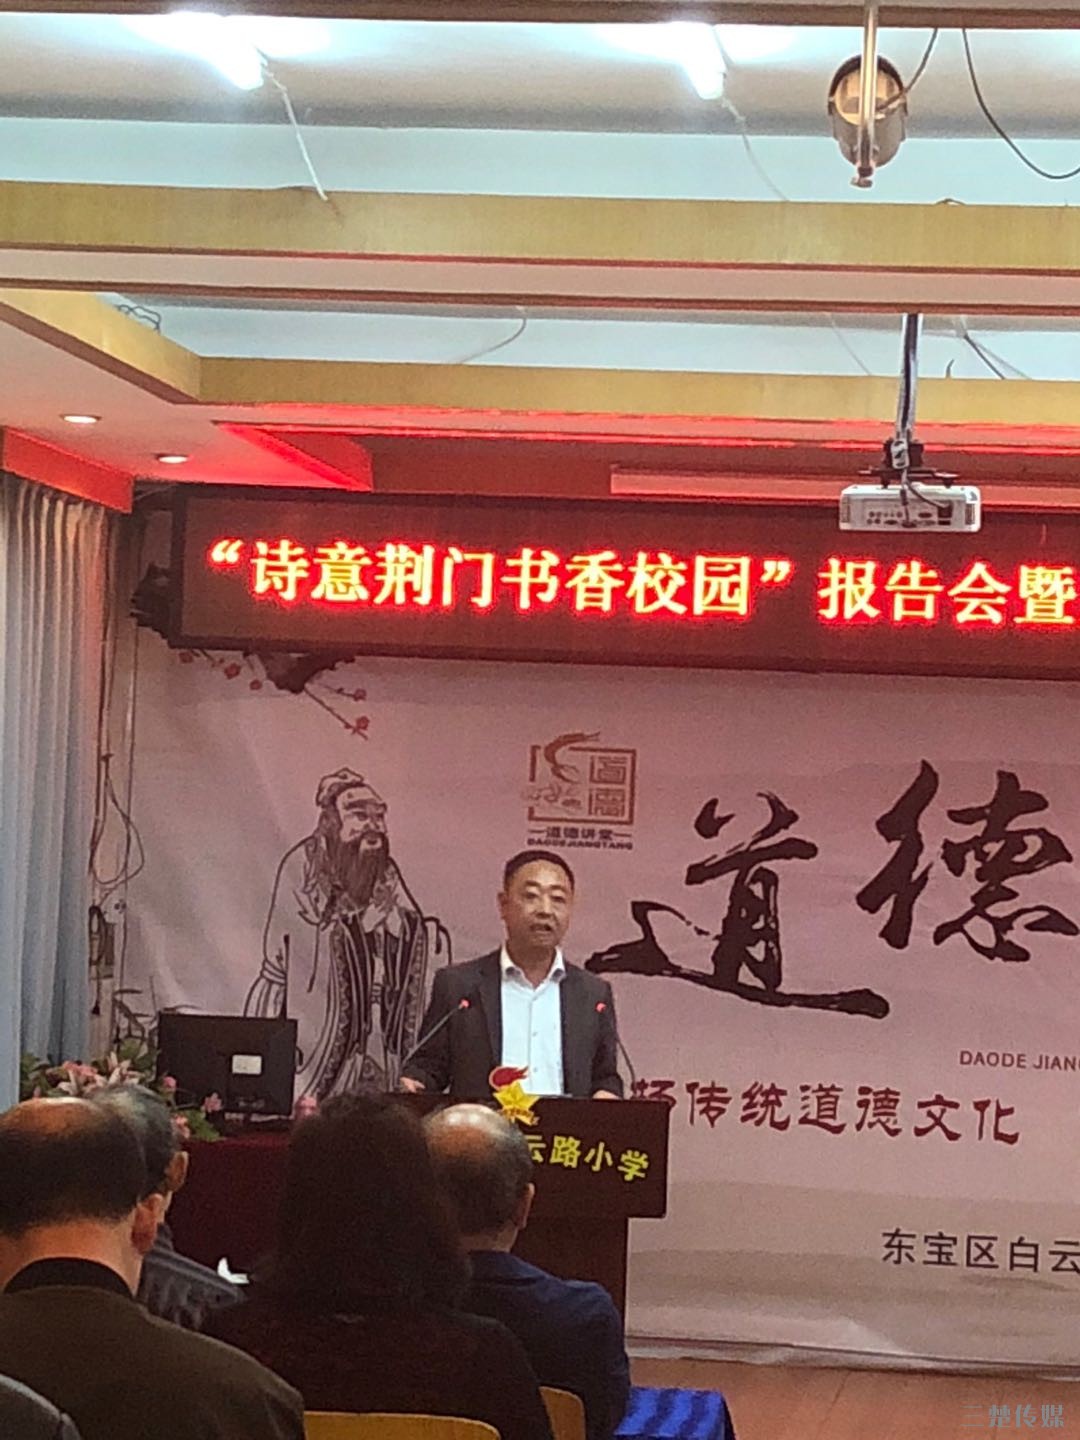 “诗意荆门书香校园”报告会暨
道德
道德讲堂
DAODEJIANGTANG
道德
DAODE JIANG
传统道德文化
云路小学
东宝区白云
三楚传媒